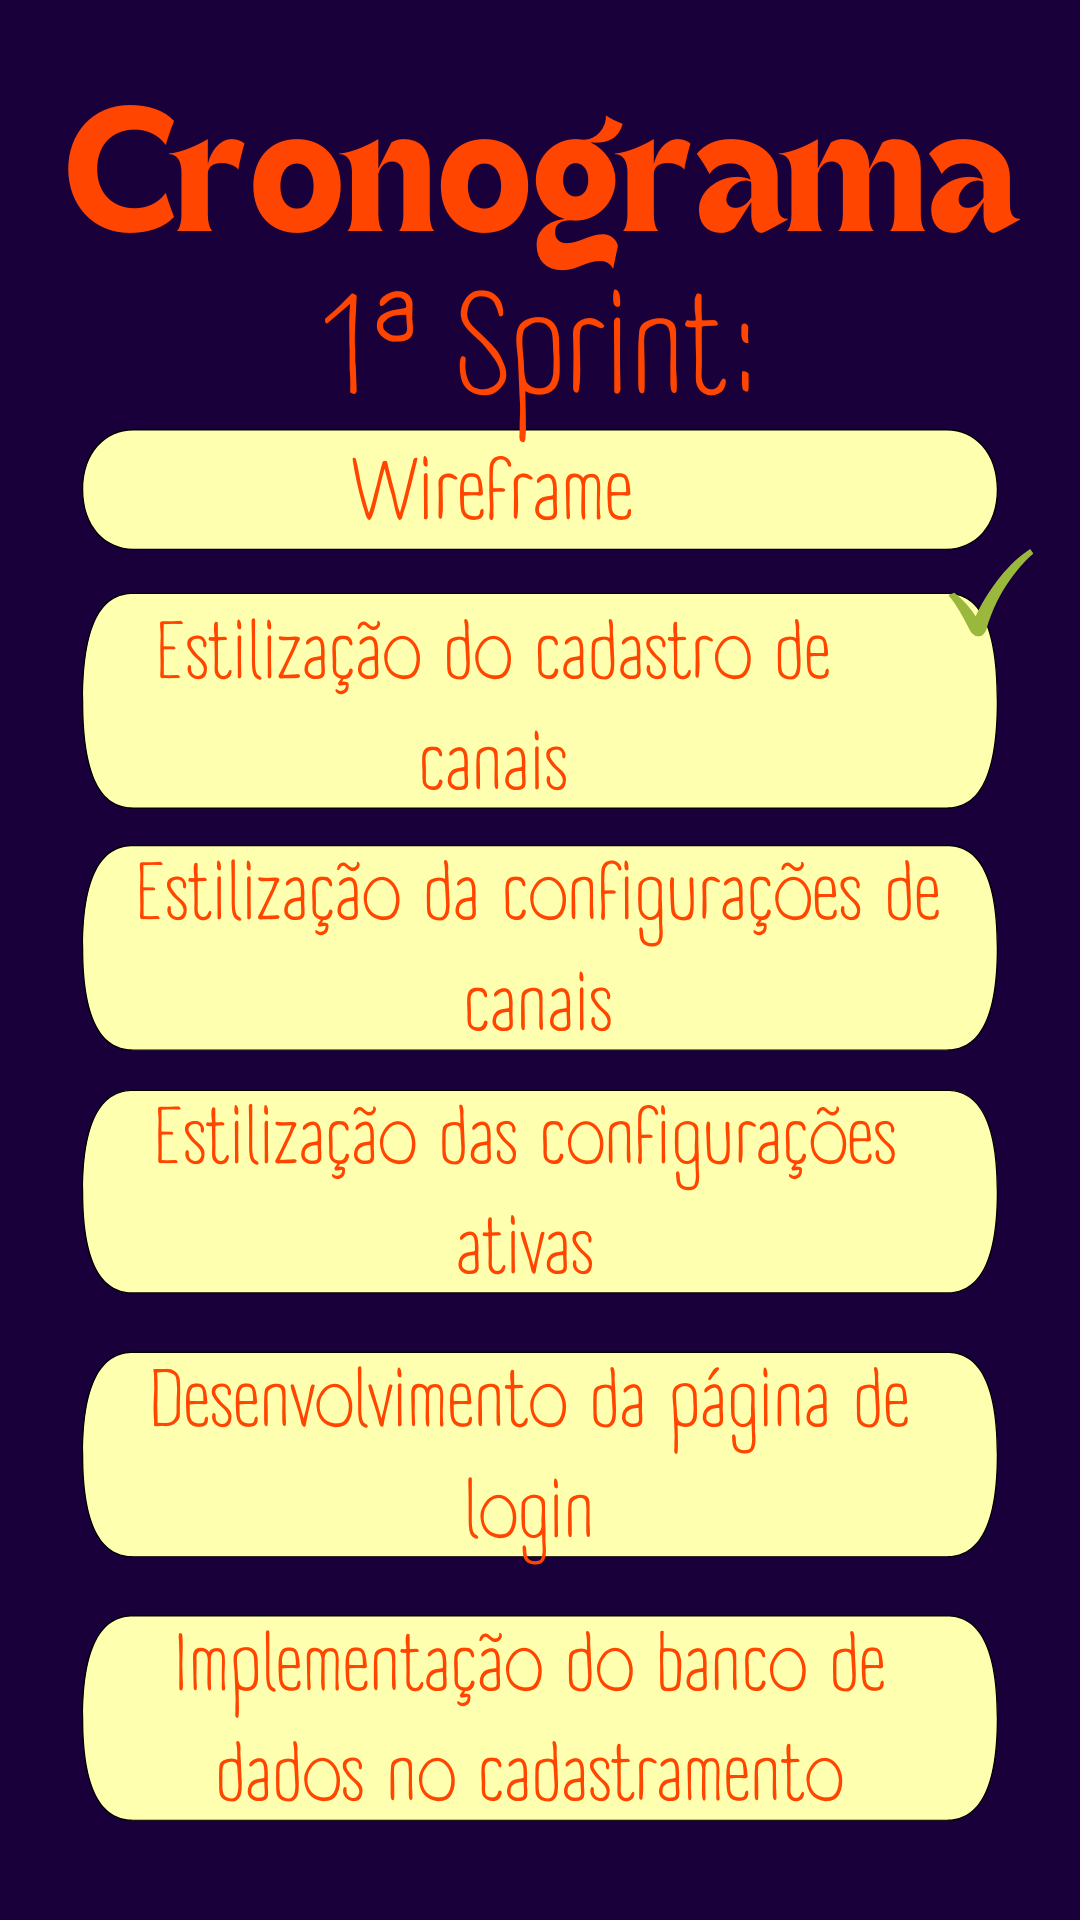 Cronograma
1ª Sprint:
Wireframe
Estilização do cadastro de
canais
Estilização da configurações de
canais
Estilização das configurações
ativas
Desenvolvimento da página de
login
Implementação do banco de
dados no cadastramento